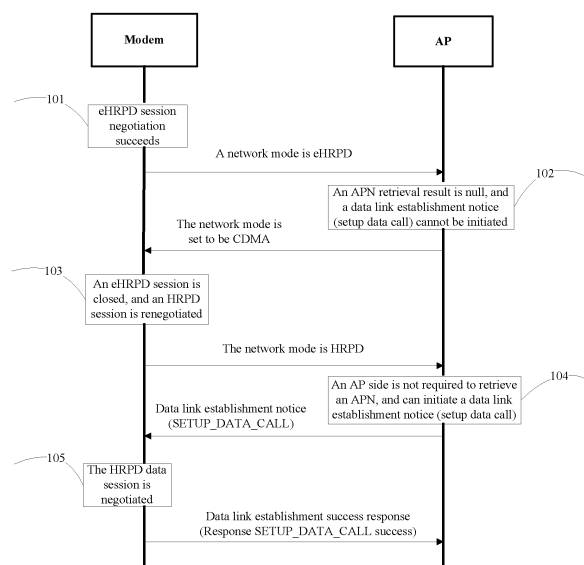 Modem
AP
101
eHRPD session
negotiation
succeeds
A network mode is eHRPD
102
An APN retrieval result is null, and
a data link establishment notice
(setup data call) cannot be initiated
The network mode is
set to be CDMA
103
An eHRPD session is
closed, and an HRPD
session is renegotiated
The network mode is HRPD
104
An AP side is not required to retrieve
an APN, and can initiate a data link
establishment notice (setup data call)
Data link establishment notice
(SETUP_DATA_CALL)
105
The HRPD data
session is
negotiated
Data link establishment success response
(Response SETUP_DATA_CALL success)